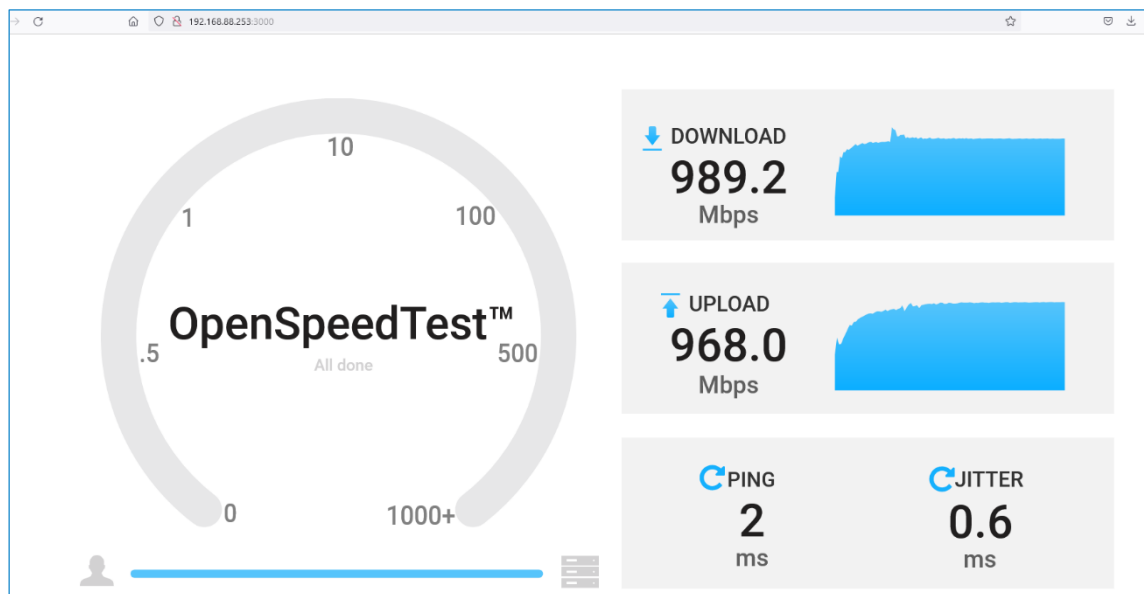 192.168.88.253:3000
10
1
100
OpenSpeedTest™
.5
500
All done
0
1000+
DOWNLOAD
989.2
Mbps
UPLOAD
968.0
Mbps
PING
2
ms
JITTER
0.6
ms